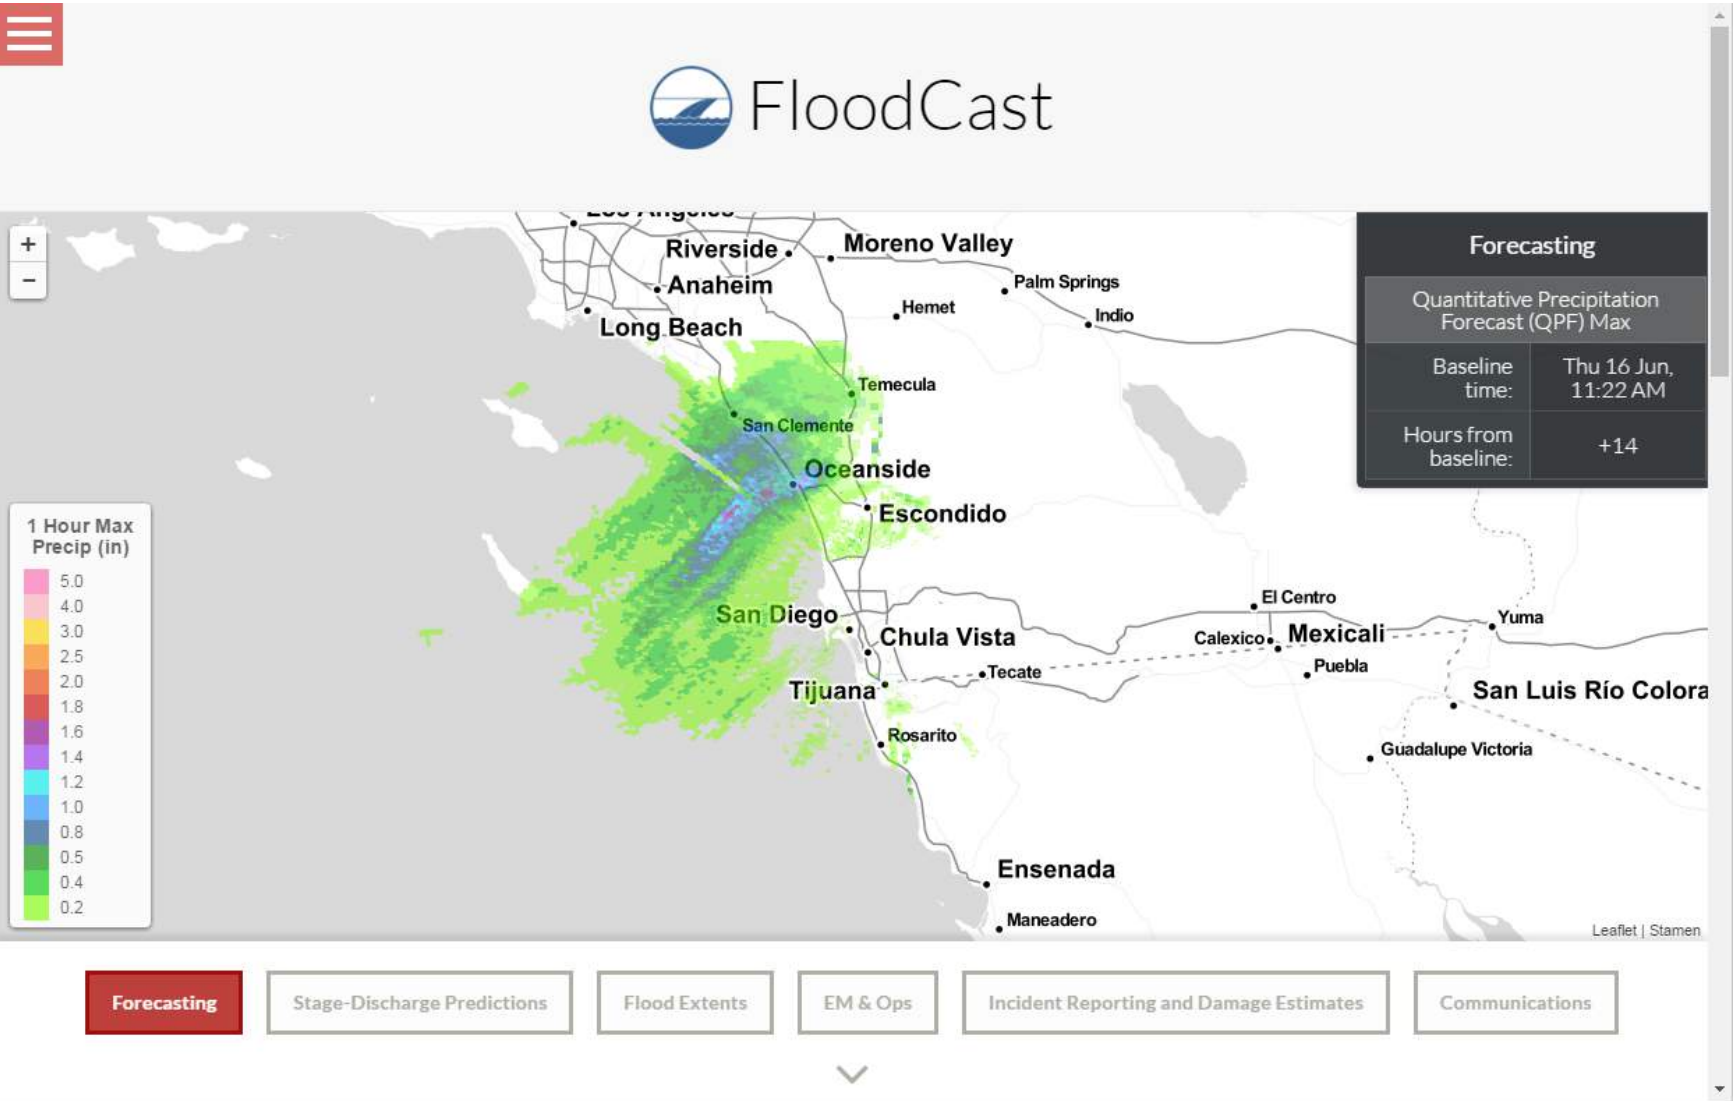 FloodCast
+
−
Los Angeles
Riverside
Moreno Valley
Anaheim
Palm Springs
Hemet
Indio
Long Beach
Temecula
San Clemente
Oceanside
Escondido
San Diego
Chula Vista
El Centro
Yuma
Calexico
Mexicali
Tecate
Puebla
Tijuana
San Luis Río Colora
Rosarito
Guadalupe Victoria
Ensenada
Maneadero
Forecasting
Quantitative Precipitation
Forecast (QPF) Max
Baseline
time:
Thu 16 Jun,
11:22 AM
Hours from
baseline:
+14
1 Hour Max
Precip (in)
5.0
4.0
3.0
2.5
2.0
1.8
1.6
1.4
1.2
1.0
0.8
0.5
0.4
0.2
Leaflet | Stamen
Forecasting
Stage-Discharge Predictions
Flood Extents
EM & Ops
Incident Reporting and Damage Estimates
Communications